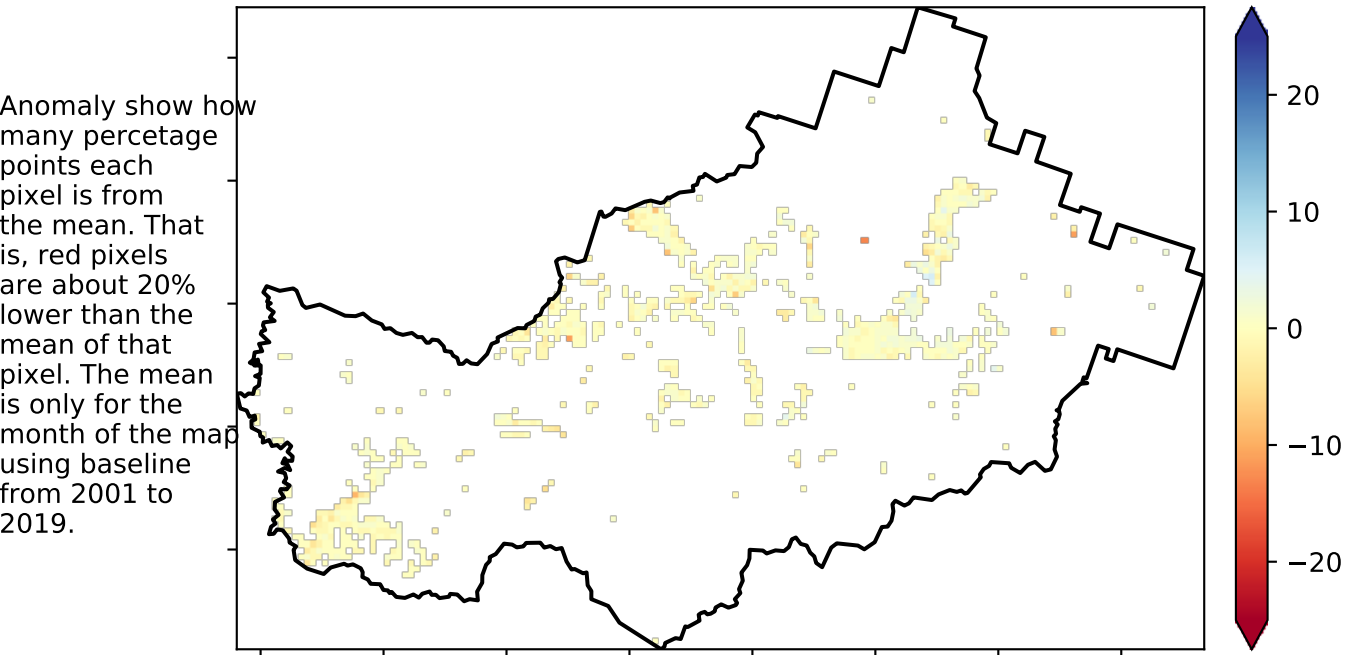 Anomaly show how
many percetage
points each
pixel is from
the mean. That
is, red pixels
are about 20%
lower than the
mean of that
pixel. The mean
is only for the
month of the map
using baseline
from 2001 to
2019.
20
10
0
−10
−20